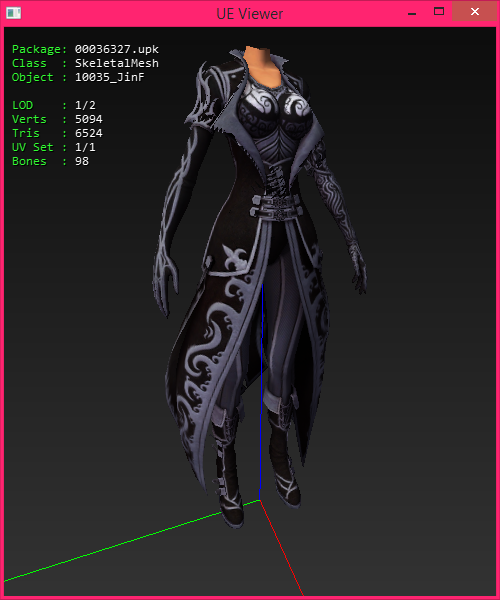 UE Viewer
Package: 00036327.upk
Class  : SkeletalMesh
Object : 10035_JinF
LOD    : 1/2
Verts  : 5094
Tris   : 6524
UV Set : 1/1
Bones  : 98